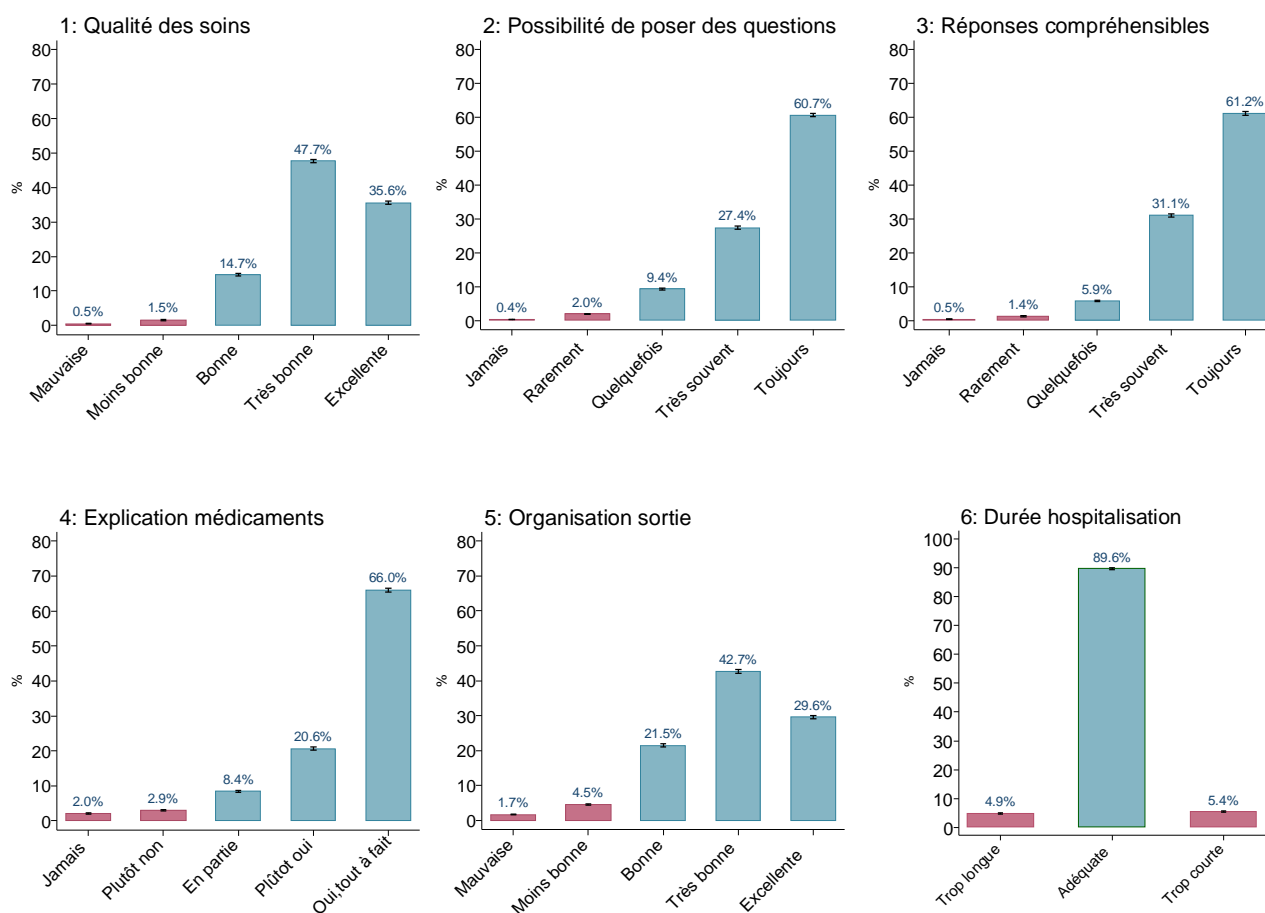 1: Qualité des soins
80
70
60
50
40
30
20
10
0
%
0.5%
1.5%
14.7%
47.7%
35.6%
Mauvaise
Moins bonne
Bonne
Très bonne
Excellente
2: Possibilité de poser des questions
80
70
60
50
40
30
20
10
0
%
0.4%
2.0%
9.4%
27.4%
60.7%
Jamais
Rarement
Quelquefois
Très souvent
Toujours
3: Réponses compréhensibles
80
70
60
50
40
30
20
10
0
%
0.5%
1.4%
5.9%
31.1%
61.2%
Jamais
Rarement
Quelquefois
Très souvent
Toujours
4: Explication médicaments
80
70
60
50
40
30
20
10
0
%
2.0%
2.9%
8.4%
20.6%
66.0%
Jamais
Plutôt non
En partie
Plûtot oui
Oui,tout à fait
5: Organisation sortie
80
70
60
50
40
30
20
10
0
%
1.7%
4.5%
21.5%
42.7%
29.6%
Mauvaise
Moins bonne
Bonne
Très bonne
Excellente
6: Durée hospitalisation
100
90
80
70
60
50
40
30
20
10
0
%
4.9%
89.6%
5.4%
Trop longue
Adéquate
Trop courte